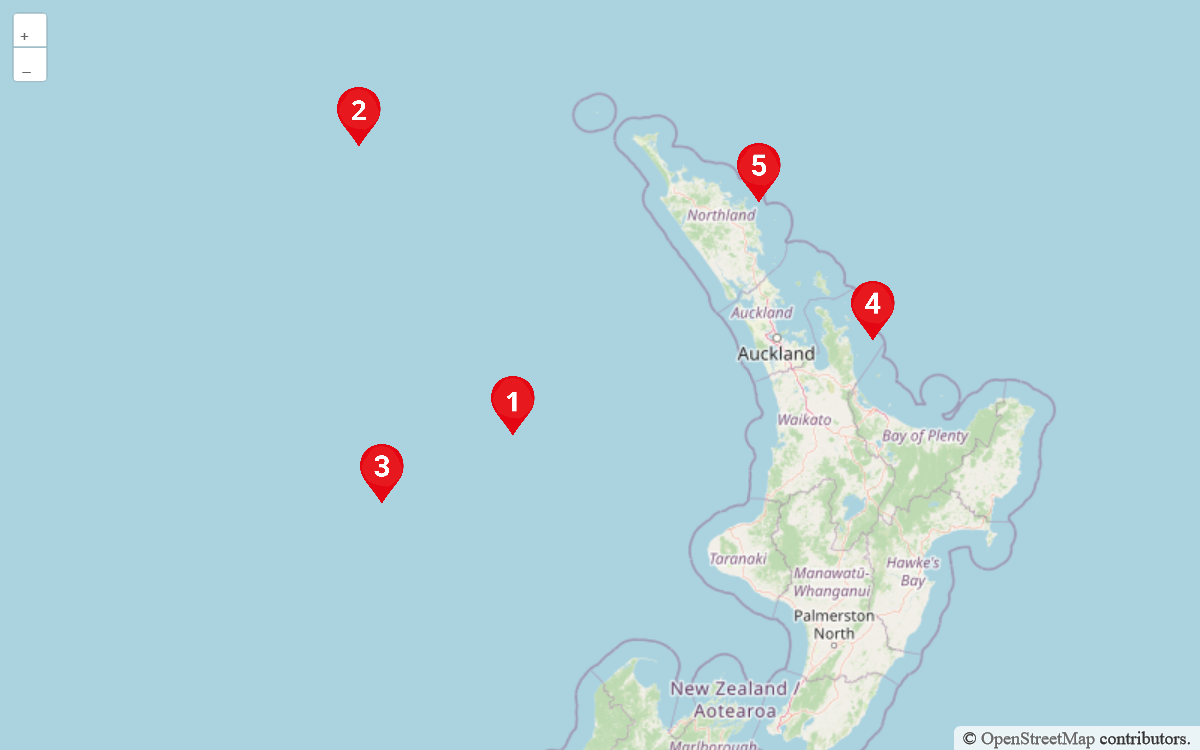 +
–
2
5
Northland
4
Auckland
Auckland
1
Waikato
Bay of Plenty
3
Taranaki
Hawke's
Bay
Manawatū-
Whanganui
Palmerston
North
New Zealand /
Aotearoa
Marlborough
© OpenStreetMap contributors.